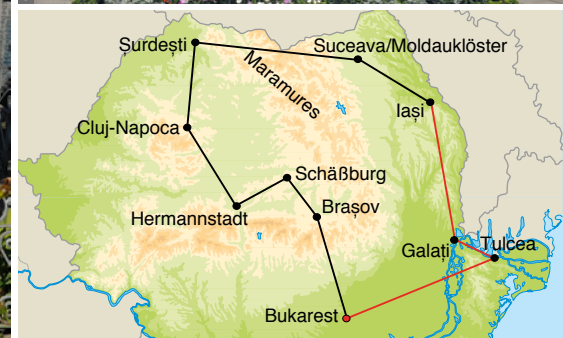 Șurdești
Suceava/Moldauklöster
Maramures
Iași
Cluj-Napoca
Schäßburg
Hermannstadt
Brașov
Galați
Tulcea
Bukarest